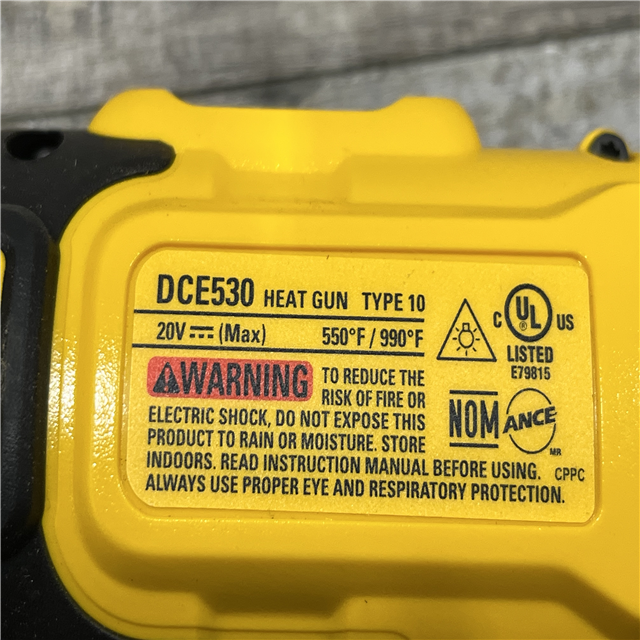 DCE530 HEAT GUN TYPE 10
20V ⎓ (Max) 550°F / 990°F
C UL US
LISTED
E79815
⚠WARNING TO REDUCE THE
RISK OF FIRE OR
ELECTRIC SHOCK, DO NOT EXPOSE THIS
PRODUCT TO RAIN OR MOISTURE. STORE
INDOORS. READ INSTRUCTION MANUAL BEFORE USING.
ALWAYS USE PROPER EYE AND RESPIRATORY PROTECTION.
NOM ANCE
MR
CPPC